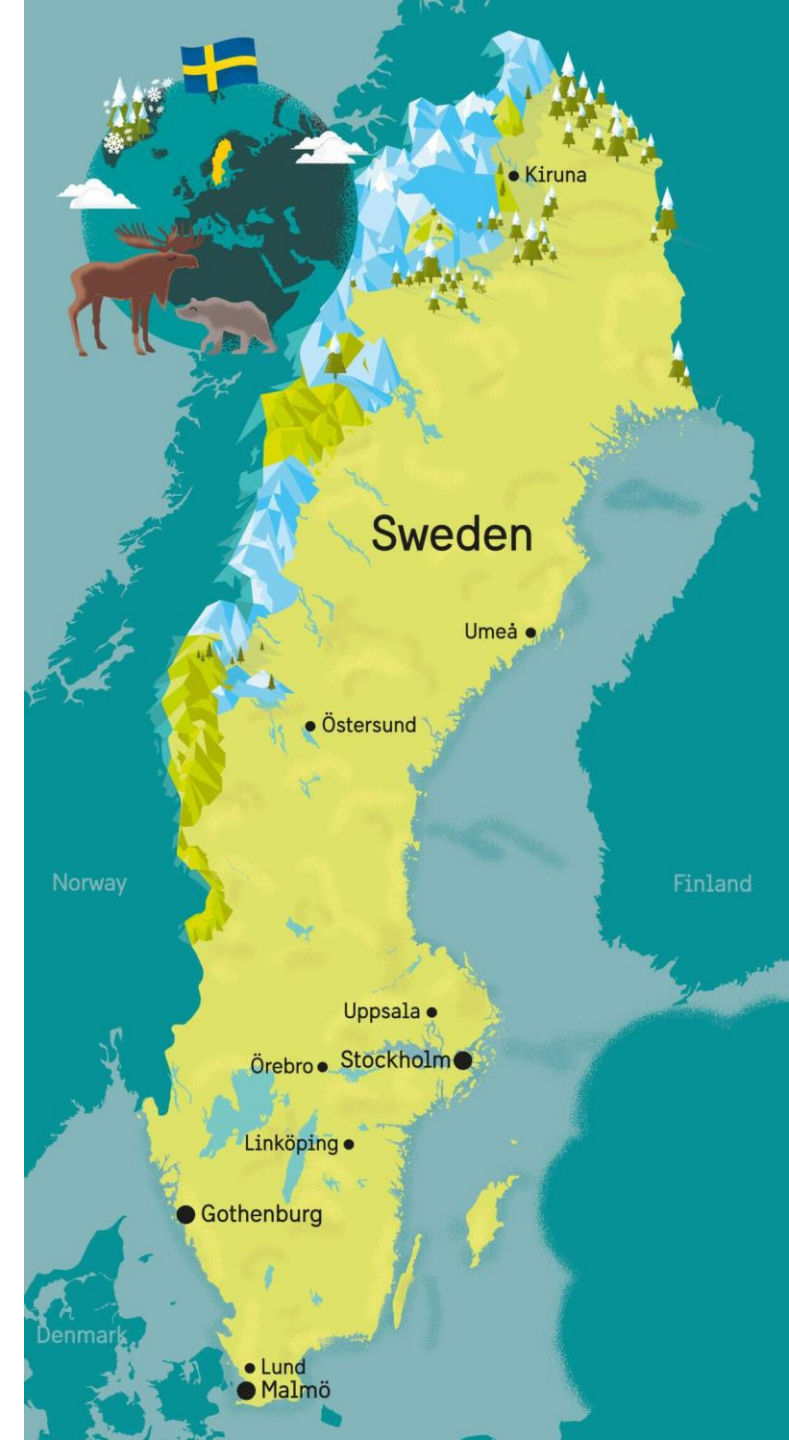 Kiruna
Sweden
Umeå
Östersund
Norway
Finland
Uppsala
Örebro
Stockholm
Linköping
Gothenburg
Denmark
Lund
Malmö